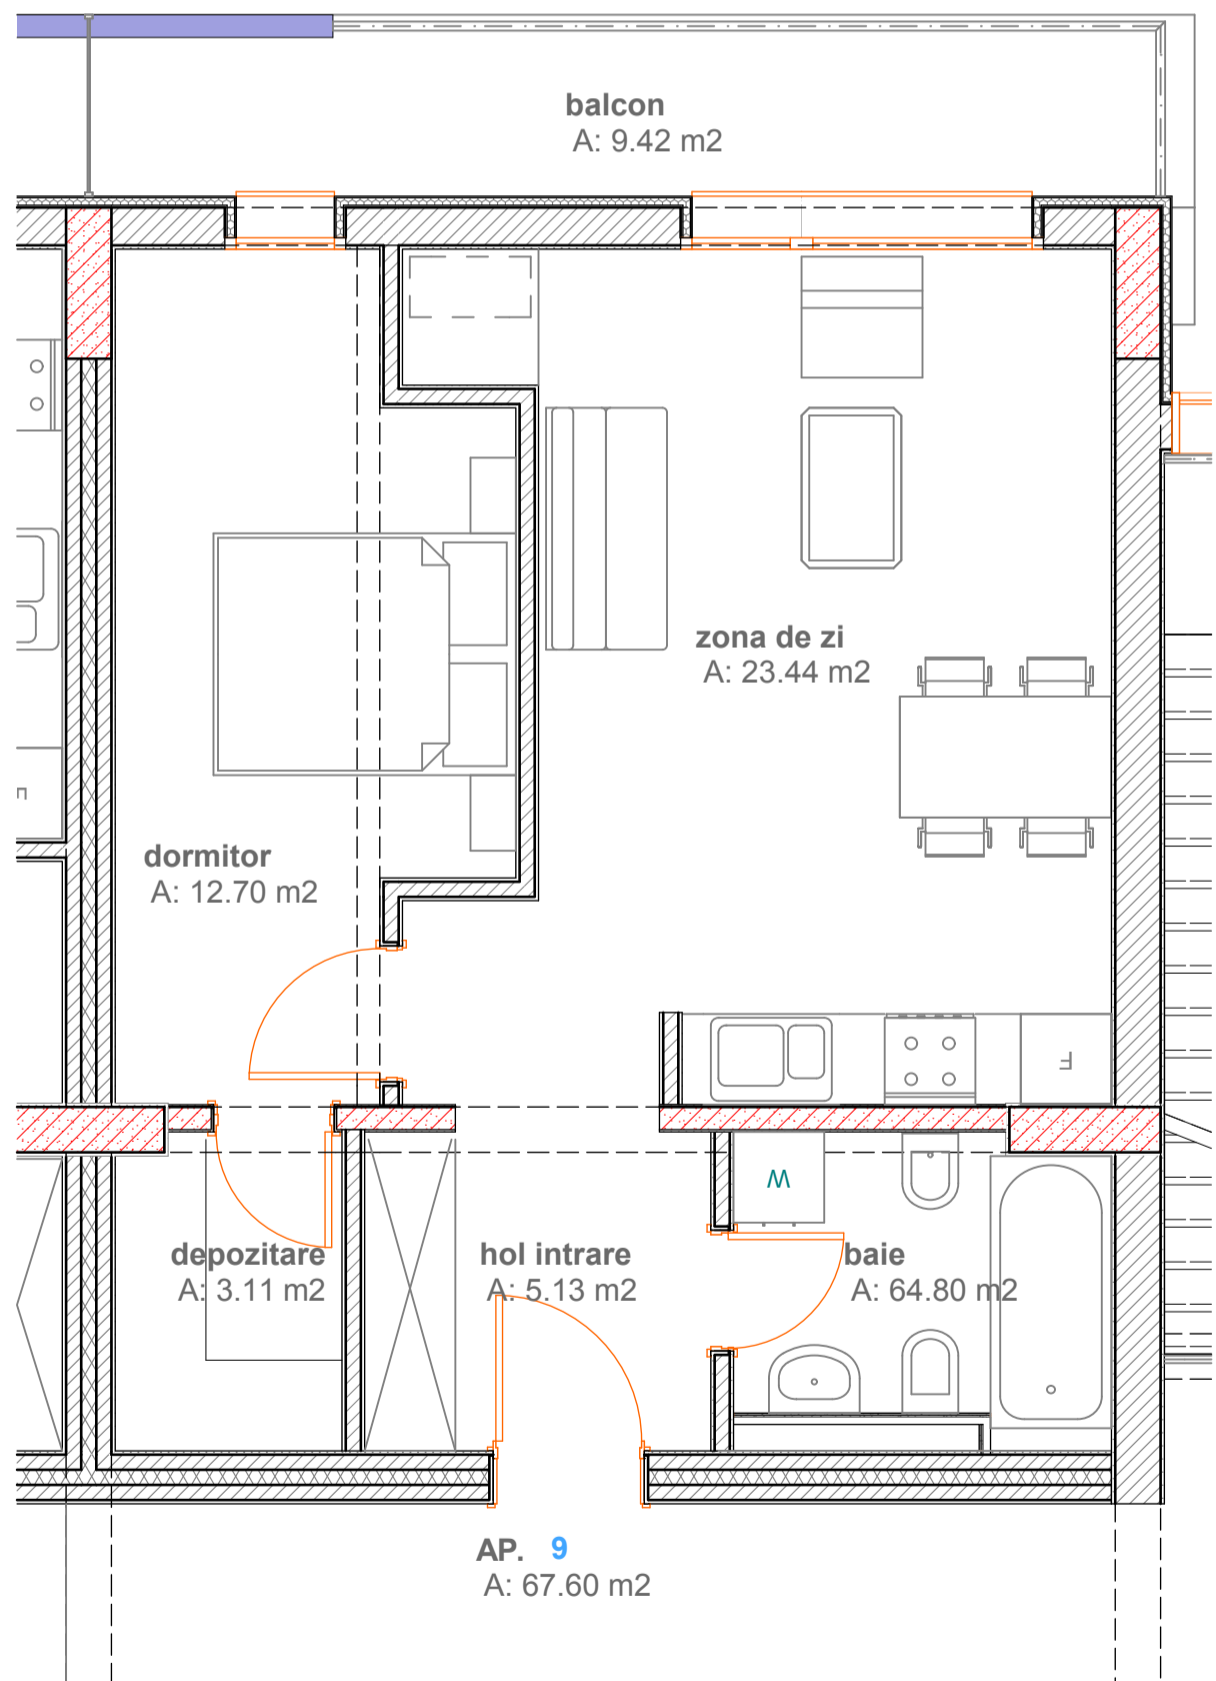 balcon
A: 9.42 m2
zona de zi
A: 23.44 m2
dormitor
A: 12.70 m2
F
W
depozitare
A: 3.11 m2
hol intrare
A: 5.13 m2
baie
A: 64.80 m2
AP. 9
A: 67.60 m2